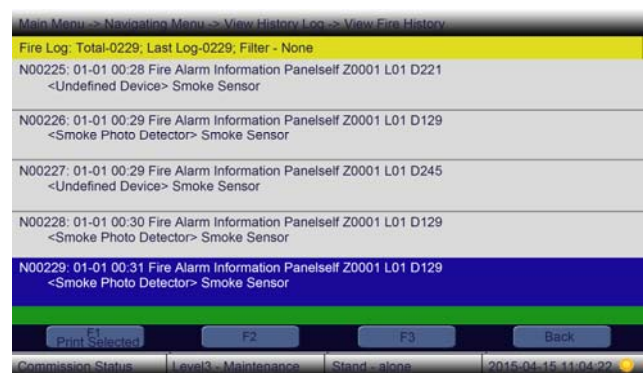 Main Menu -> Navigating Menu -> View History Log -> View Fire History
Fire Log: Total-0229; Last Log-0229; Filter - None
N00225: 01-01 00:28 Fire Alarm Information Panelself Z0001 L01 D221
<Undefined Device> Smoke Sensor
N00226: 01-01 00:29 Fire Alarm Information Panelself Z0001 L01 D129
<Smoke Photo Detector> Smoke Sensor
N00227: 01-01 00:29 Fire Alarm Information Panelself Z0001 L01 D245
<Undefined Device> Smoke Sensor
N00228: 01-01 00:30 Fire Alarm Information Panelself Z0001 L01 D129
<Smoke Photo Detector> Smoke Sensor
N00229: 01-01 00:31 Fire Alarm Information Panelself Z0001 L01 D129
<Smoke Photo Detector> Smoke Sensor
F1
Print Selected
F2
F3
Back
Commission Status
Level3 - Maintenance
Stand - alone
2015-04-15 11:04:22